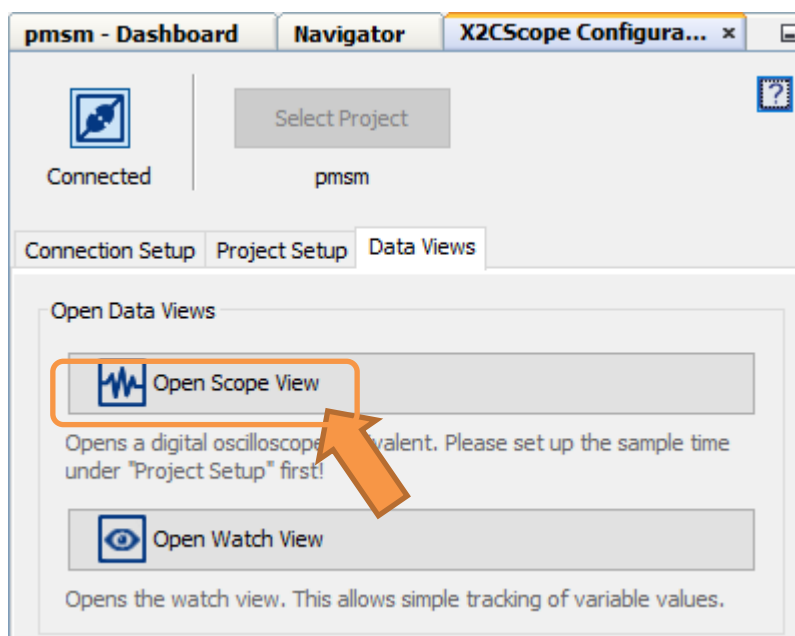 pmsm - Dashboard Navigator X2CScope Configura... ×
Select Project ?
Connected pmsm
Connection Setup Project Setup Data Views
Open Data Views
Open Scope View
Opens a digital oscilloscope valent. Please set up the sample time
under "Project Setup" first!
Open Watch View
Opens the watch view. This allows simple tracking of variable values.